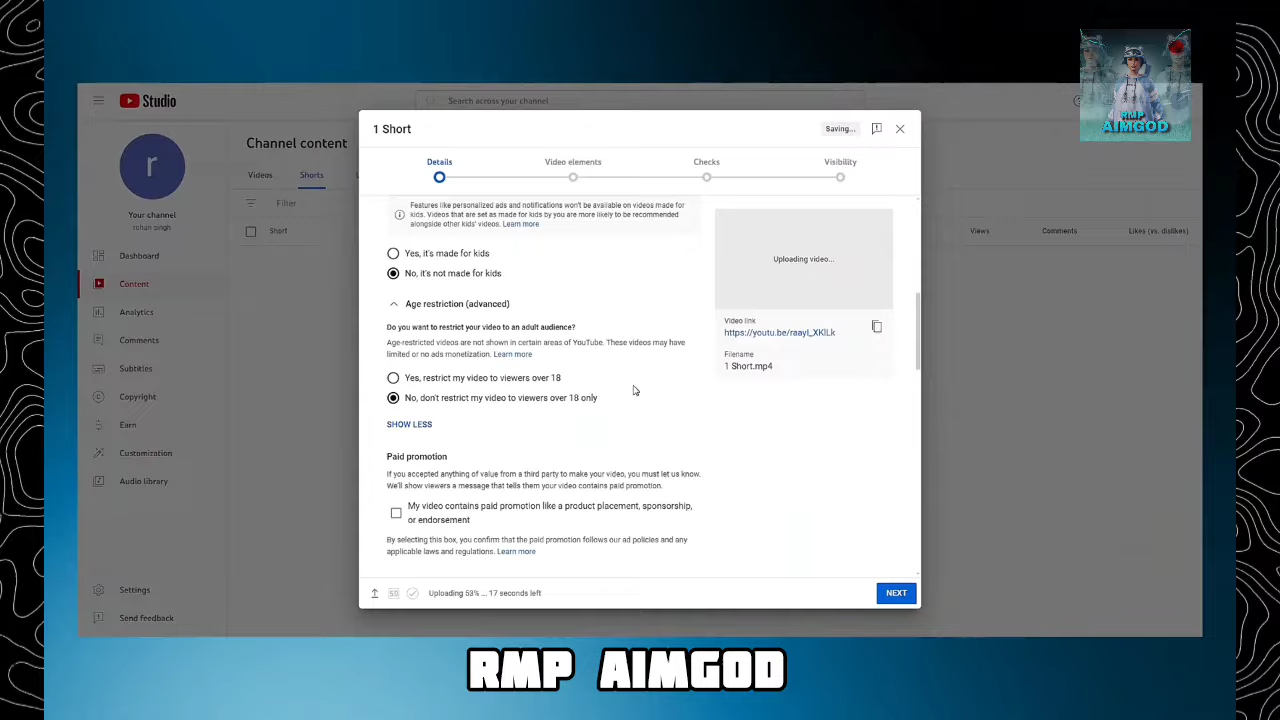 RMP
AIMGOD
Studio
Search across your channel
1 Short
Saving...
Channel content
Details
Video elements
Checks
Visibility
r
Videos
Shorts
Your channel
rohan singh
Filter
Short
Views
Comments
Likes (vs. dislikes)
Dashboard
Content
Analytics
Comments
Subtitles
Copyright
Earn
Customization
Audio library
Settings
Send feedback
Features like personalized ads and notifications won't be available on videos made for
kids. Videos that are set as made for kids by you are more likely to be recommended
alongside other kids' videos. Learn more
Yes, it's made for kids
No, it's not made for kids
Age restriction (advanced)
Do you want to restrict your video to an adult audience?
Age-restricted videos are not shown in certain areas of YouTube. These videos may have
limited or no ads monetization. Learn more
Yes, restrict my video to viewers over 18
No, don't restrict my video to viewers over 18 only
SHOW LESS
Paid promotion
If you accepted anything of value from a third party to make your video, you must let us know.
We'll show viewers a message that tells them your video contains paid promotion.
My video contains paid promotion like a product placement, sponsorship,
or endorsement
By selecting this box, you confirm that the paid promotion follows our ad policies and any
applicable laws and regulations. Learn more
Uploading video...
Video link
Filename
1 Short.mp4
SD
Uploading 53% ... 17 seconds left
NEXT
RMP AIMGOD